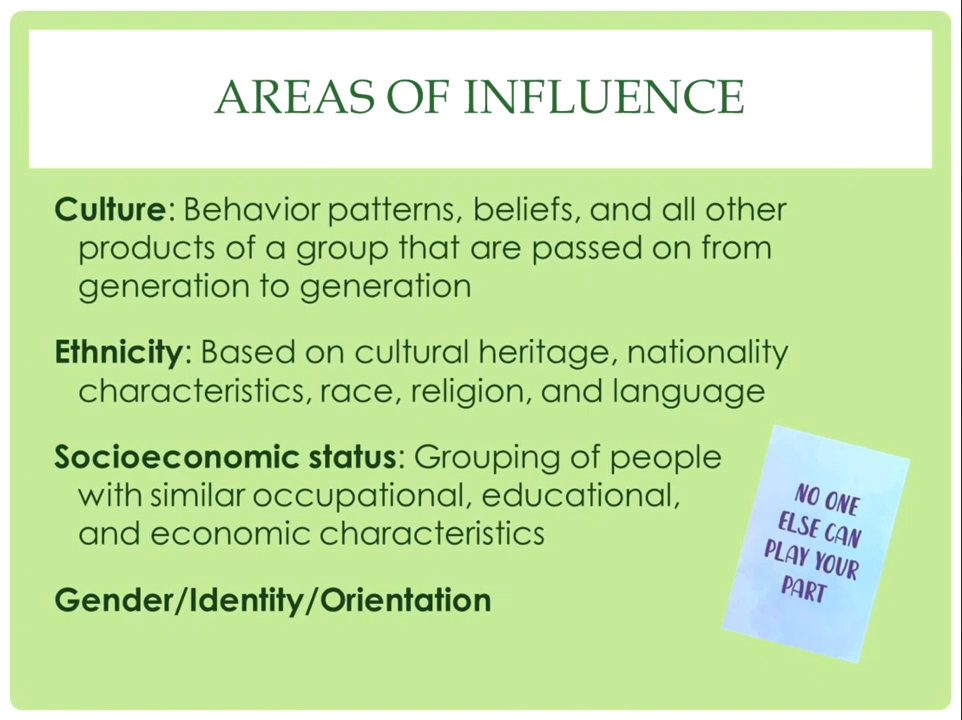 AREAS OF INFLUENCE
Culture: Behavior patterns, beliefs, and all other
products of a group that are passed on from
generation to generation
Ethnicity: Based on cultural heritage, nationality
characteristics, race, religion, and language
Socioeconomic status: Grouping of people
with similar occupational, educational,
and economic characteristics
Gender/Identity/Orientation
NO ONE
ELSE CAN
PLAY YOUR
PART